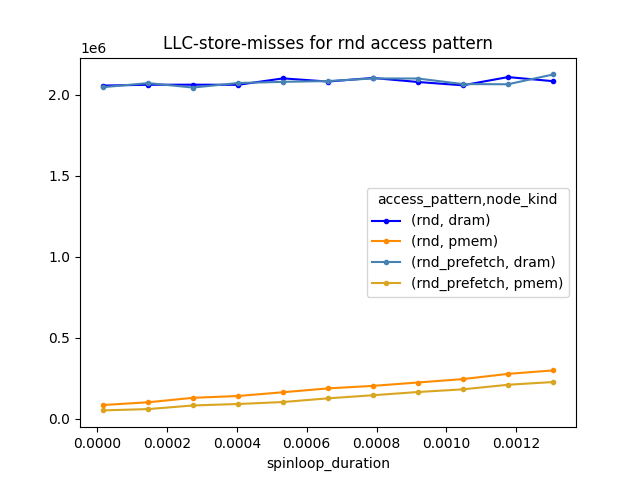 LLC-store-misses for rnd access pattern
1e6
2.0
1.5
1.0
0.5
0.0
access_pattern,node_kind
(rnd, dram)
(rnd, pmem)
(rnd_prefetch, dram)
(rnd_prefetch, pmem)
0.0000 0.0002 0.0004 0.0006 0.0008 0.0010 0.0012
spinloop_duration